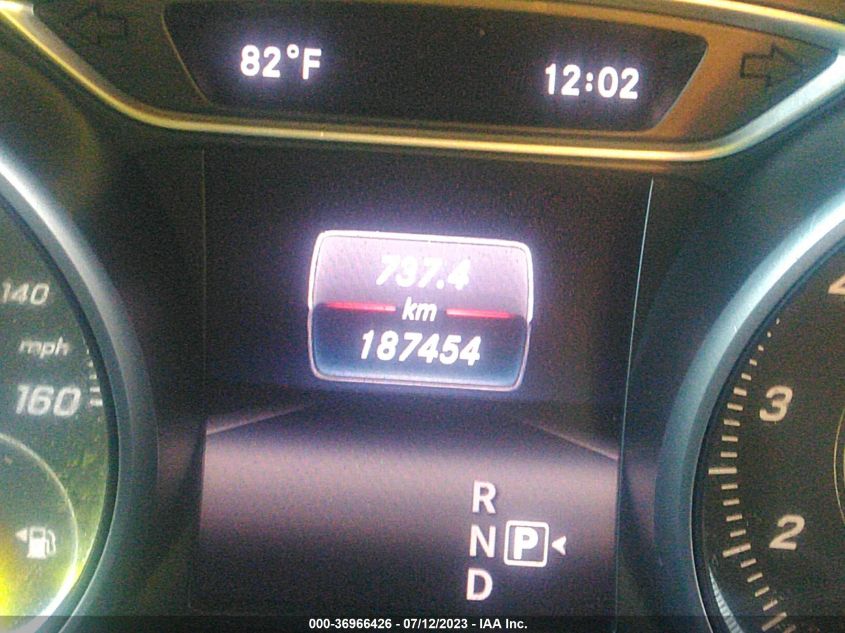 82°F 12:02
737.4
km
187454
140
mph
160
4
3
2
R
N P
D
000-36966426 - 07/12/2023 - IAA Inc.